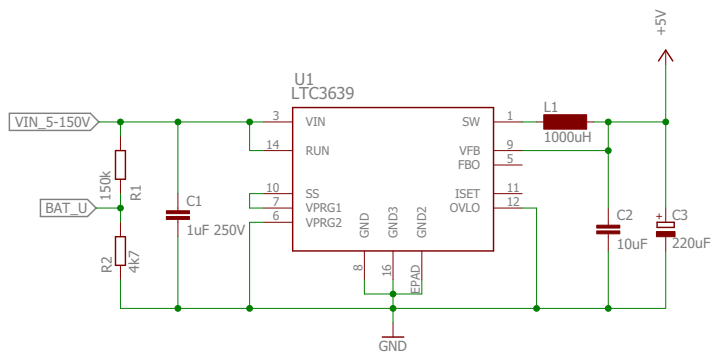 +5V
U1
LTC3639
VIN_5-150V
3 VIN
14 RUN
10 SS
7 VPRG1
6 VPRG2
SW 1
VFB 9
FBO 5
ISET 11
OVLO 12
GND
GND3
GND2
8
16
EPAD
L1
1000uH
150k
R1
BAT_U
R2
4k7
C1
1uF 250V
C2
10uF
+
C3
220uF
GND